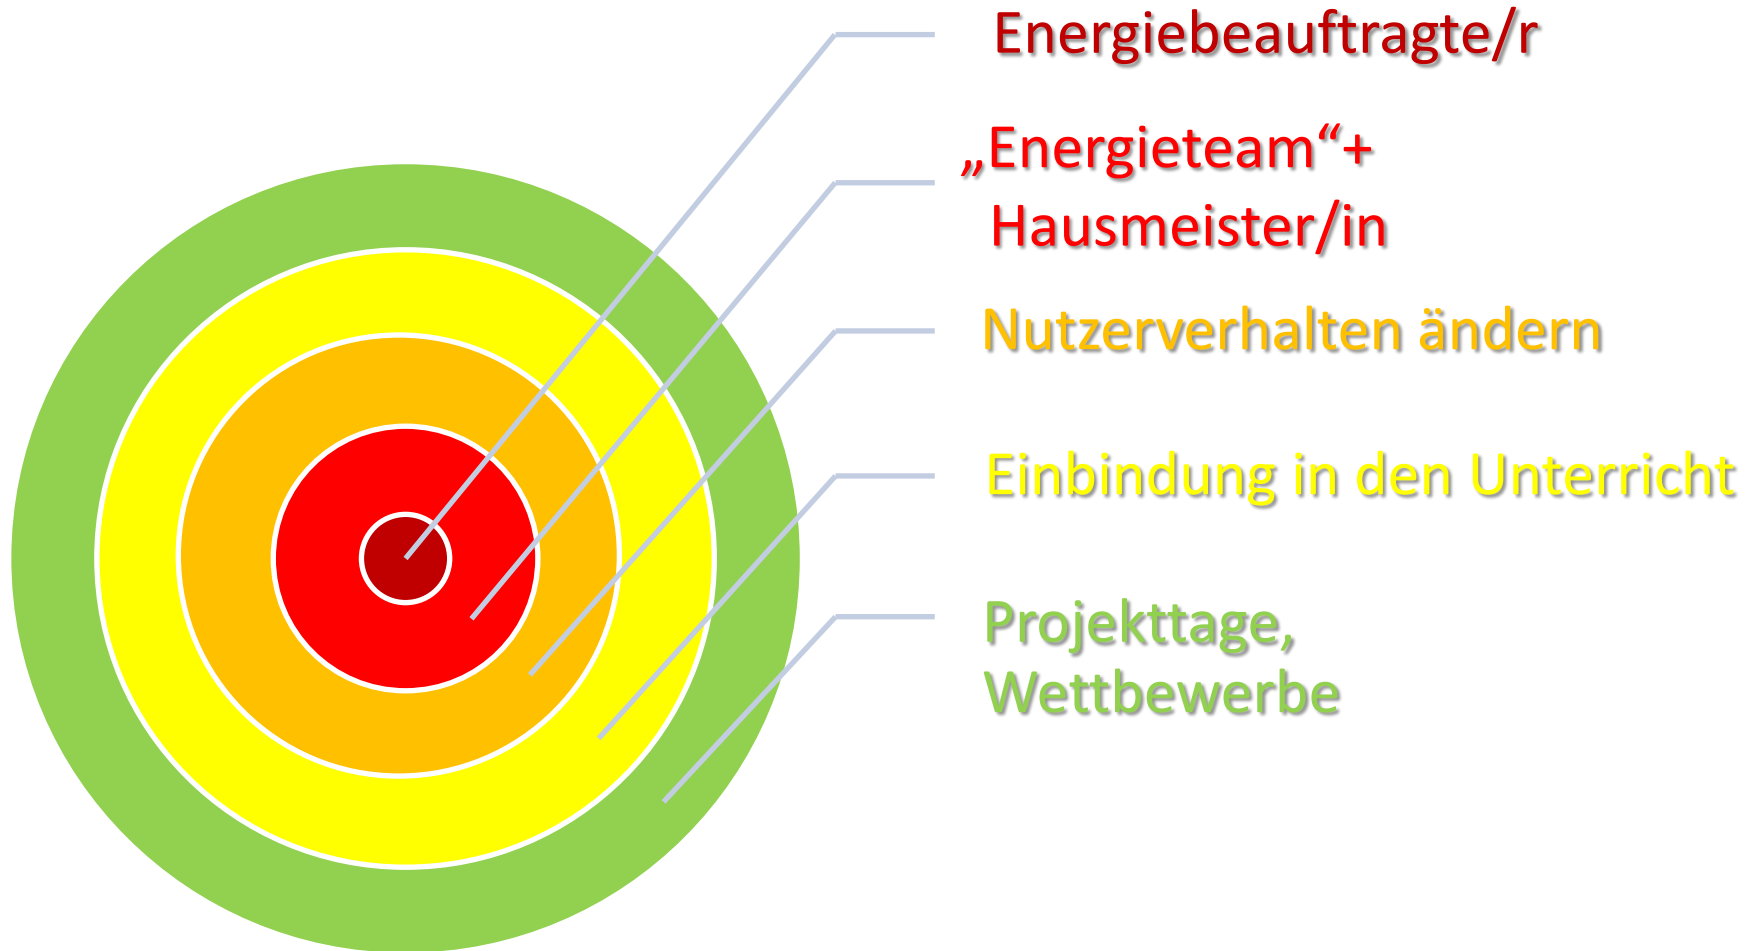 Energiebeauftragte/r
„Energieteam“+
Hausmeister/in
Nutzerverhalten ändern
Einbindung in den Unterricht
Projekttage,
Wettbewerbe